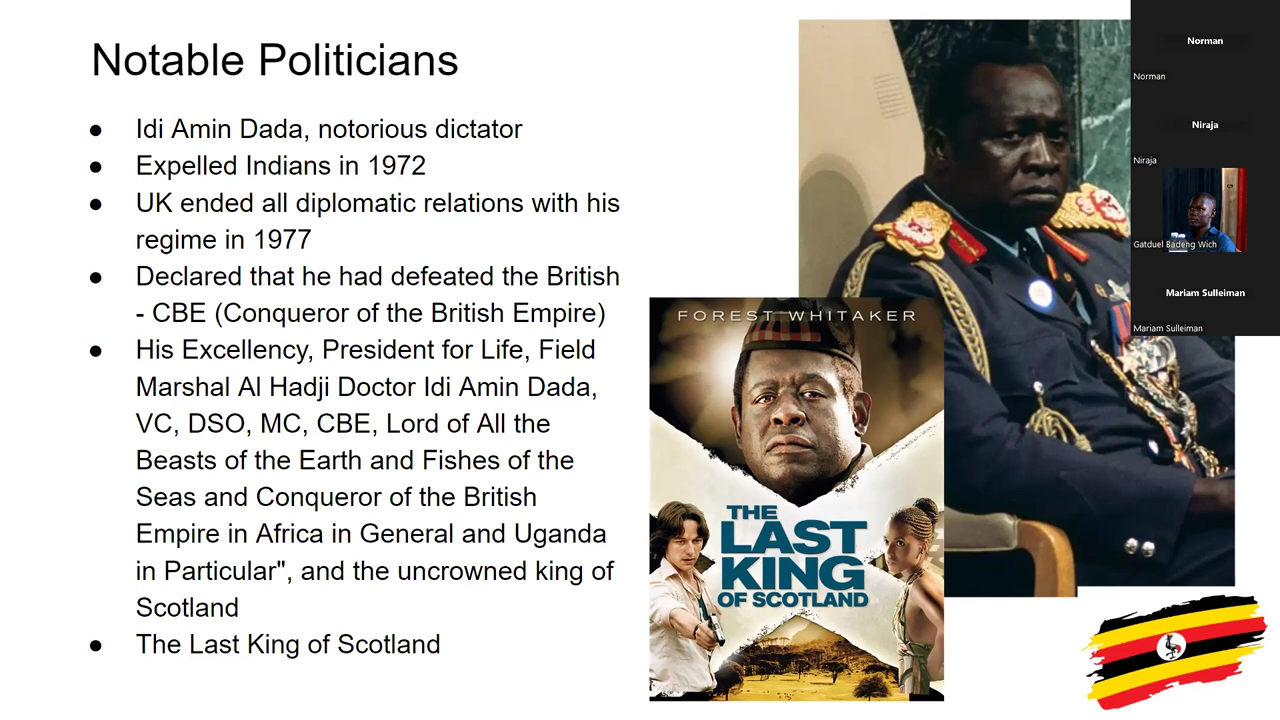 Notable Politicians
● Idi Amin Dada, notorious dictator
● Expelled Indians in 1972
● UK ended all diplomatic relations with his
regime in 1977
● Declared that he had defeated the British
- CBE (Conqueror of the British Empire)
● His Excellency, President for Life, Field
Marshal Al Hadji Doctor Idi Amin Dada,
VC, DSO, MC, CBE, Lord of All the
Beasts of the Earth and Fishes of the
Seas and Conqueror of the British
Empire in Africa in General and Uganda
in Particular", and the uncrowned king of
Scotland
● The Last King of Scotland
FOREST WHITAKER
THE
LAST
KING
OF SCOTLAND
Norman
Norman
Niraja
Niraja
Gatduel Badeng Wich
Mariam Sulleiman
Mariam Sulleiman